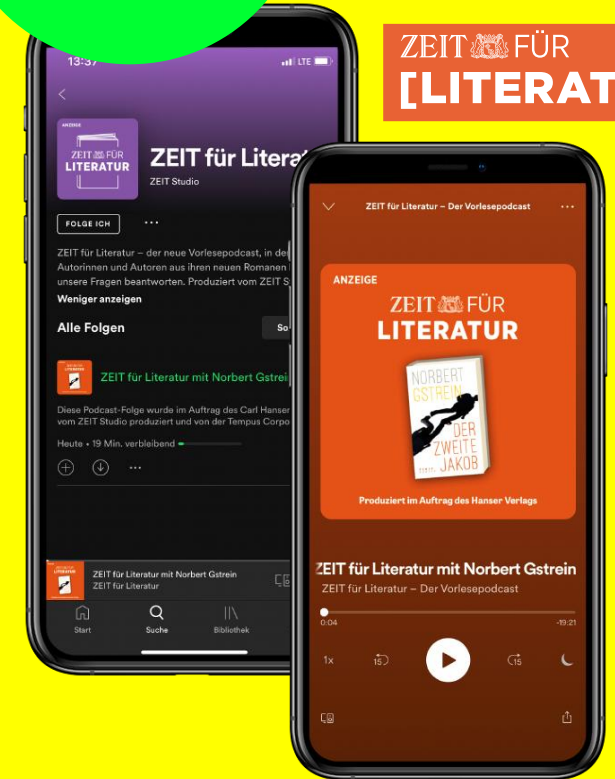 ZEIT FÜR
[LITERAT
13:37
LTE
ANZEIGE
ZEIT FÜR
LITERATUR
ZEIT für Litera
ZEIT Studio
FOLGE ICH
ZEIT für Literatur – der neue Vorlesepodcast, in de
Autorinnen und Autoren aus ihren neuen Romanen
unsere Fragen beantworten. Produziert vom ZEIT S
Weniger anzeigen
Alle Folgen
So
ZEIT für Literatur mit Norbert Gstrei
Diese Podcast-Folge wurde im Auftrag des Carl Hanser
vom ZEIT Studio produziert und von der Tempus Corpo
Heute • 19 Min. verbleibend
ZEIT für Literatur mit Norbert Gstrein
ZEIT für Literatur
Start
Suche
Bibliothek
ZEIT für Literatur – Der Vorlesepodcast
ANZEIGE
ZEIT FÜR
LITERATUR
NORBERT
GSTREIN
DER
ZWEITE
JAKOB
ROMAN
HANSER
Produziert im Auftrag des Hanser Verlags
ZEIT für Literatur mit Norbert Gstrein
ZEIT für Literatur – Der Vorlesepodcast
0:04
-19:21
1x
15
15